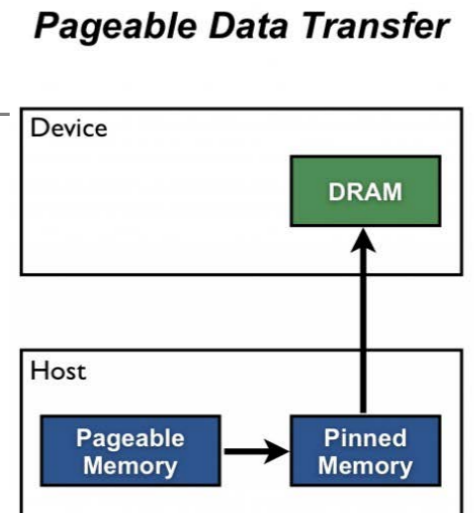 Pageable Data Transfer
Device
DRAM
Host
Pageable
Memory
Pinned
Memory